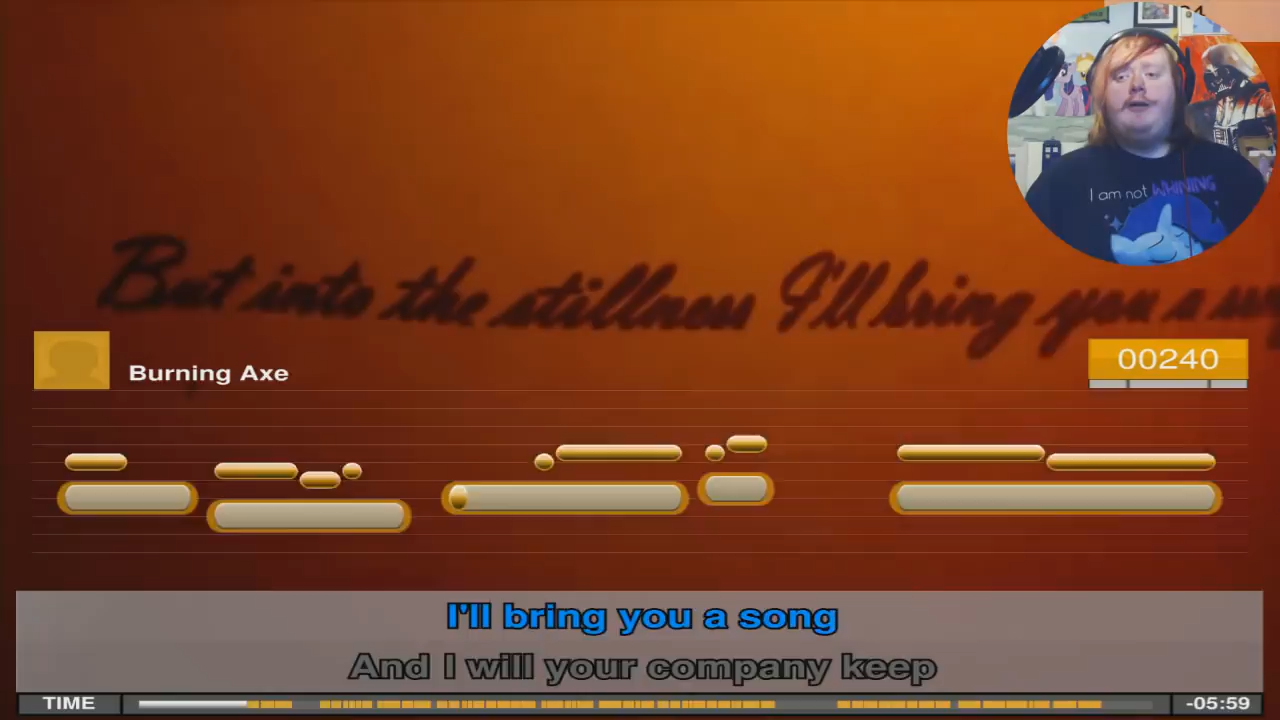 I am not WHINING
But into the stillness I'll bring you a
Burning Axe
00240
I'll bring you a song
And I will your company keep
TIME
-05:59